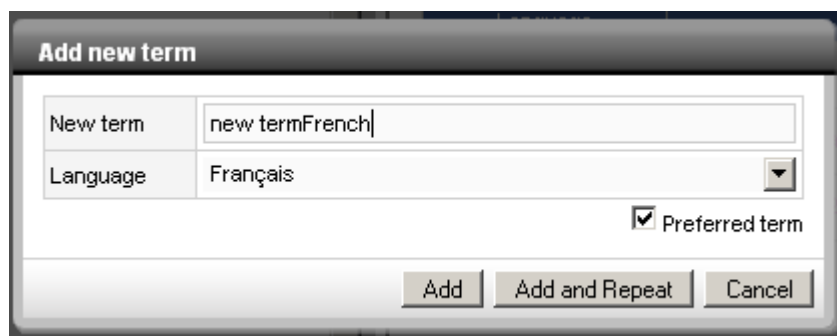 Add new term
New term new termFrench
Language Français
Preferred term
Add Add and Repeat Cancel